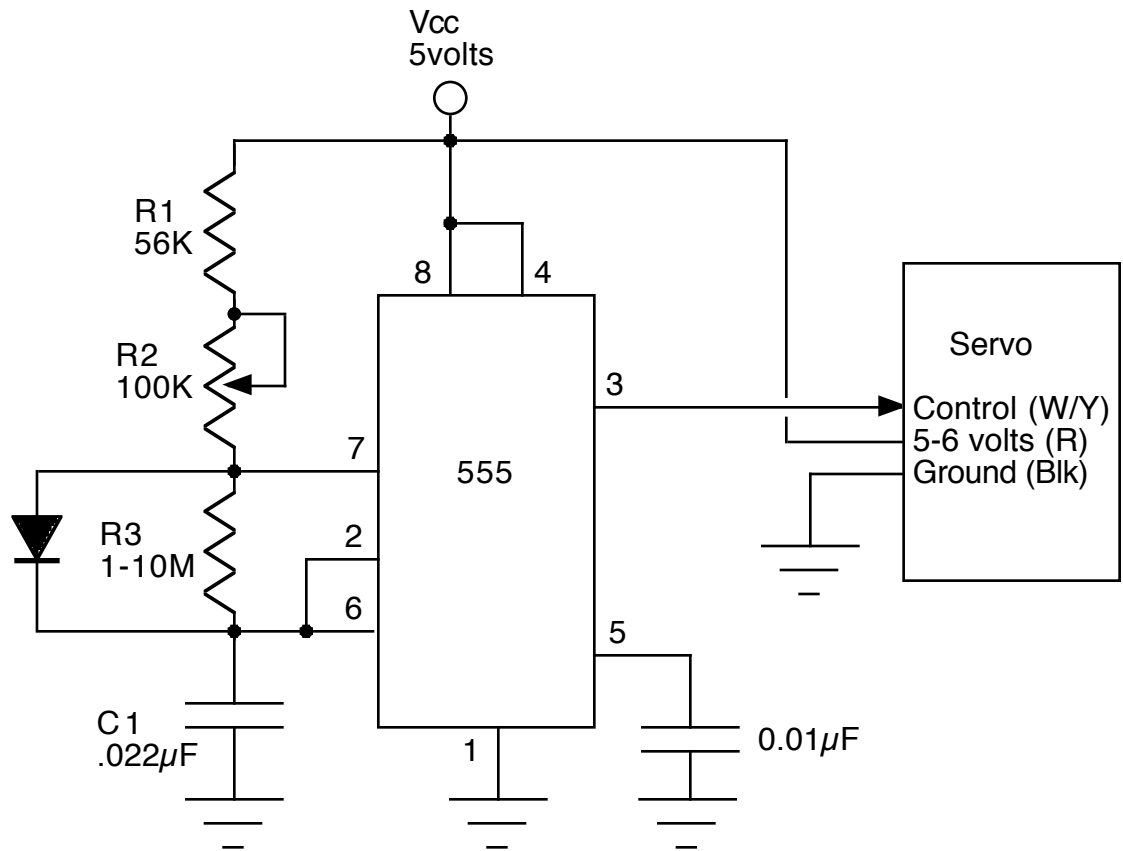 Vcc
5volts
R1
56K
8
4
R2
100K
Servo
3
Control (W/Y)
5-6 volts (R)
Ground (Blk)
7
555
R3
1-10M
2
6
5
C1
.022µF
1
0.01µF